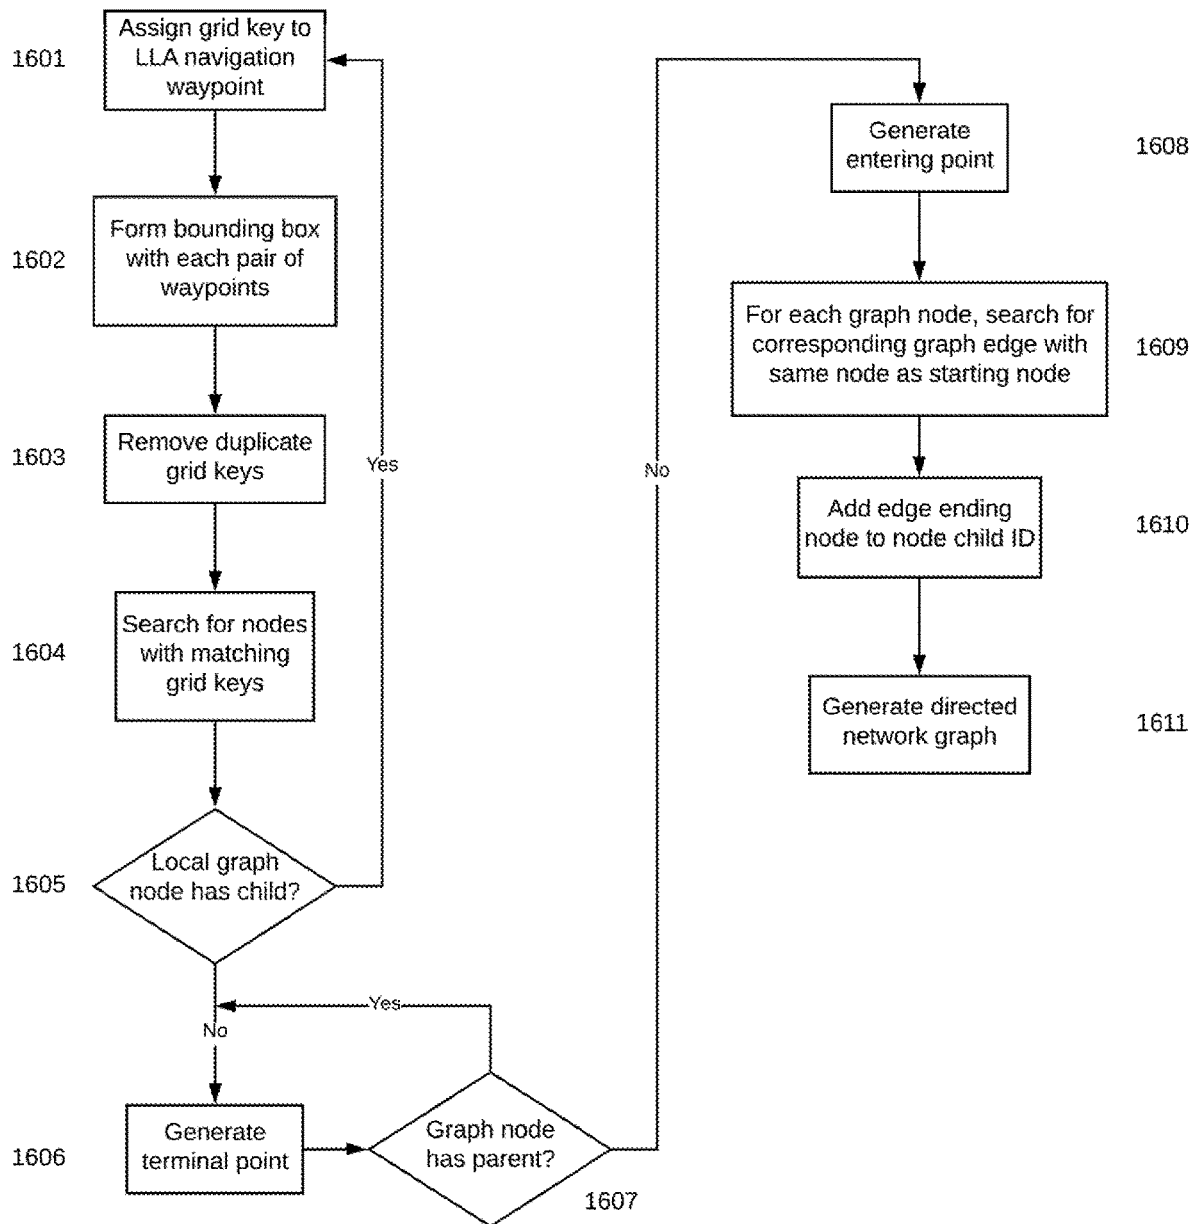 1601
Assign grid key to
LLA navigation
waypoint
1602
Form bounding box
with each pair of
waypoints
1603
Remove duplicate
grid keys
Yes
1604
Search for nodes
with matching
grid keys
1605
Local graph
node has child?
Yes
No
1606
Generate
terminal point
Graph node
has parent?
1607
No
Generate
entering point
1608
For each graph node, search for
corresponding graph edge with
same node as starting node
1609
Add edge ending
node to node child ID
1610
Generate directed
network graph
1611